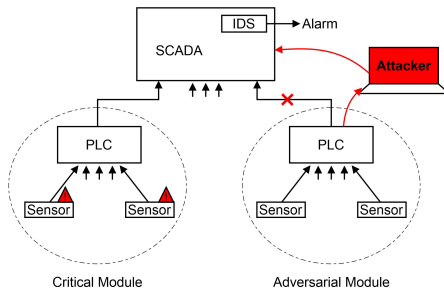 IDS
Alarm
SCADA
Attacker
PLC
PLC
Sensor
Sensor
Sensor
Sensor
Critical Module
Adversarial Module